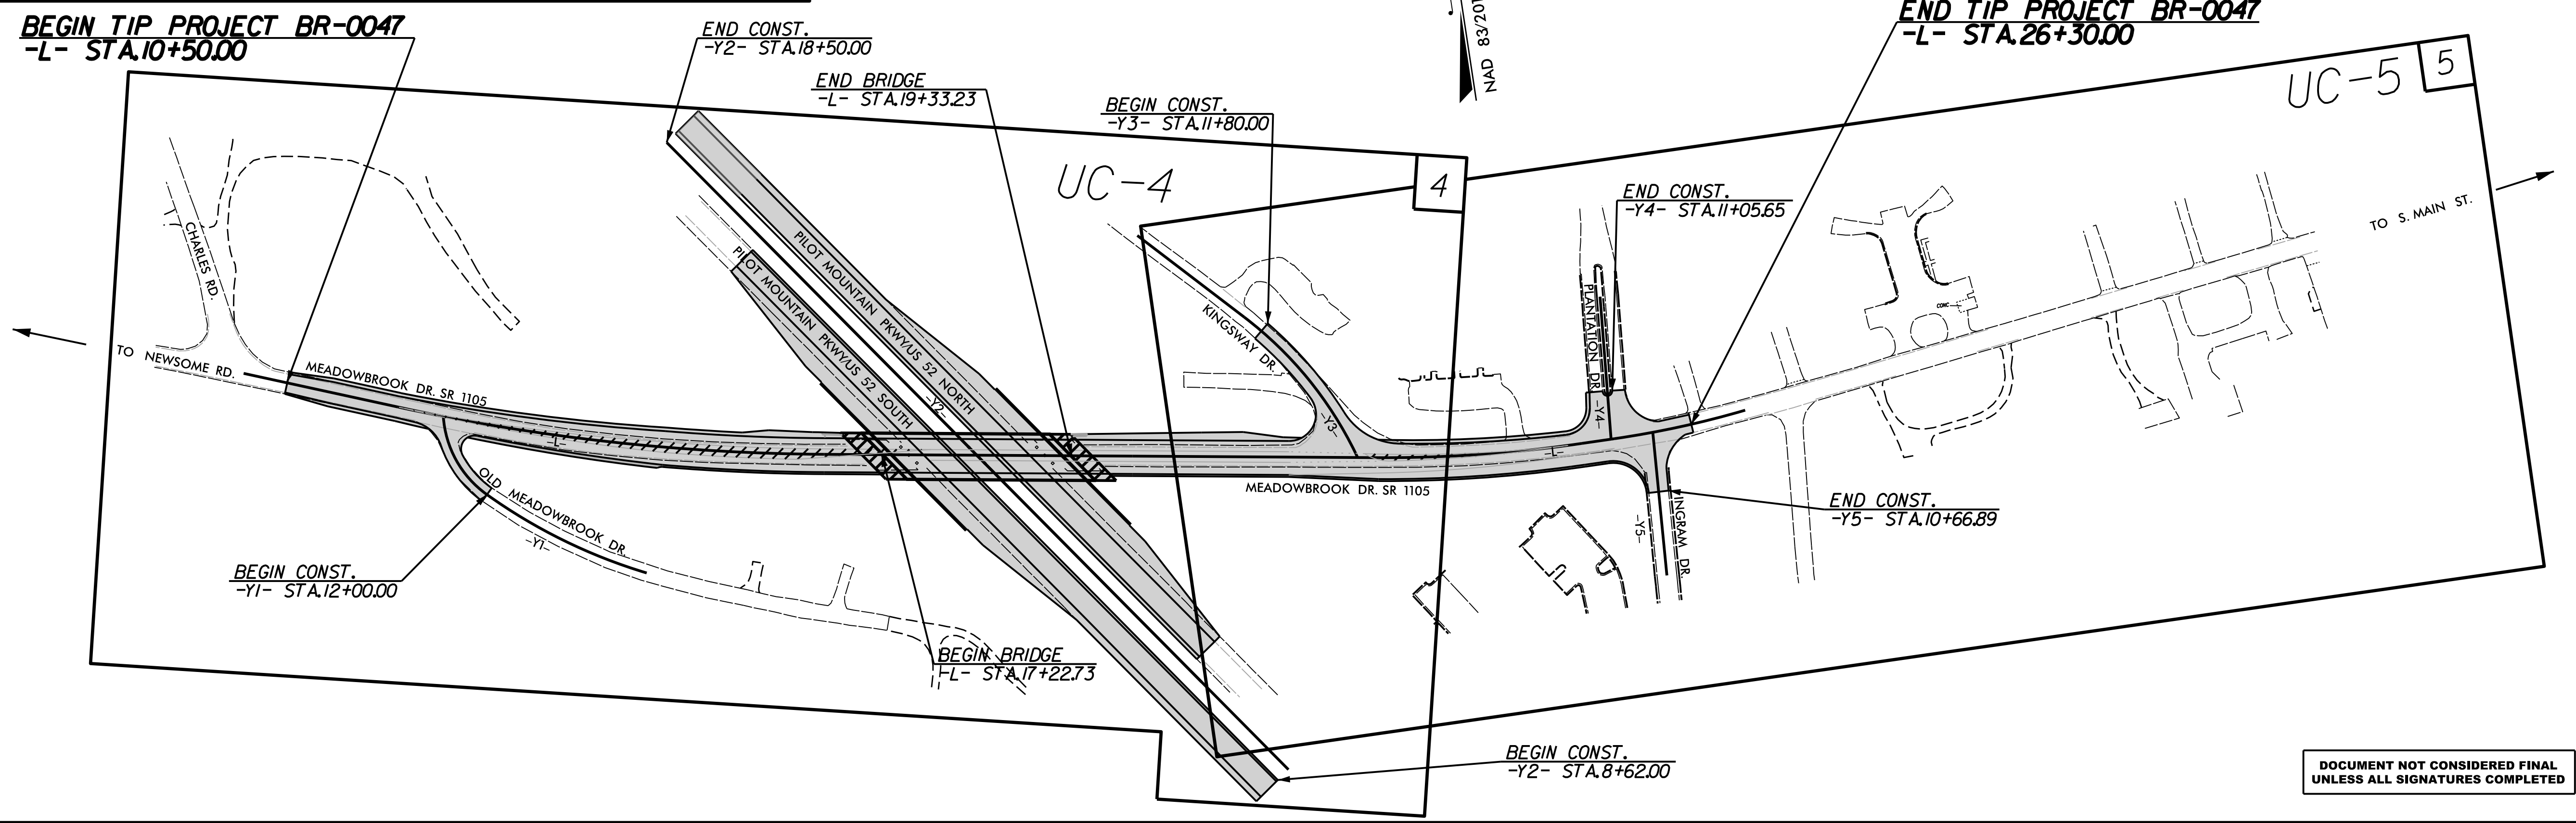 BEGIN TIP PROJECT BR-0047
-L- STA.10+50.00
END CONST.
-Y2- STA.18+50.00
END BRIDGE
-L- STA.19+33.23
BEGIN CONST.
-Y3- STA.11+80.00
NAD 83/201
END TIP PROJECT BR-0047
-L- STA.26+30.00
UC-5
5
UC-4
4
END CONST.
-Y4- STA.11+05.65
TO S. MAIN ST.
CHARLES RD.
PILOT MOUNTAIN PKWY/US 52 NORTH
PILOT MOUNTAIN PKWY/US 52 SOUTH
-Y2-
KINGSWAY DR.
-Y3-
PLANTATION DR.
-Y4-
CONC
TO NEWSOME RD.
MEADOWBROOK DR. SR 1105
-L-
-L-
MEADOWBROOK DR. SR 1105
OLD MEADOWBROOK DR.
-Y1-
-Y5-
INGRAM DR.
END CONST.
-Y5- STA.10+66.89
BEGIN CONST.
-Y1- STA.12+00.00
BEGIN BRIDGE
-L- STA.17+22.73
BEGIN CONST.
-Y2- STA.8+62.00
DOCUMENT NOT CONSIDERED FINAL
UNLESS ALL SIGNATURES COMPLETED